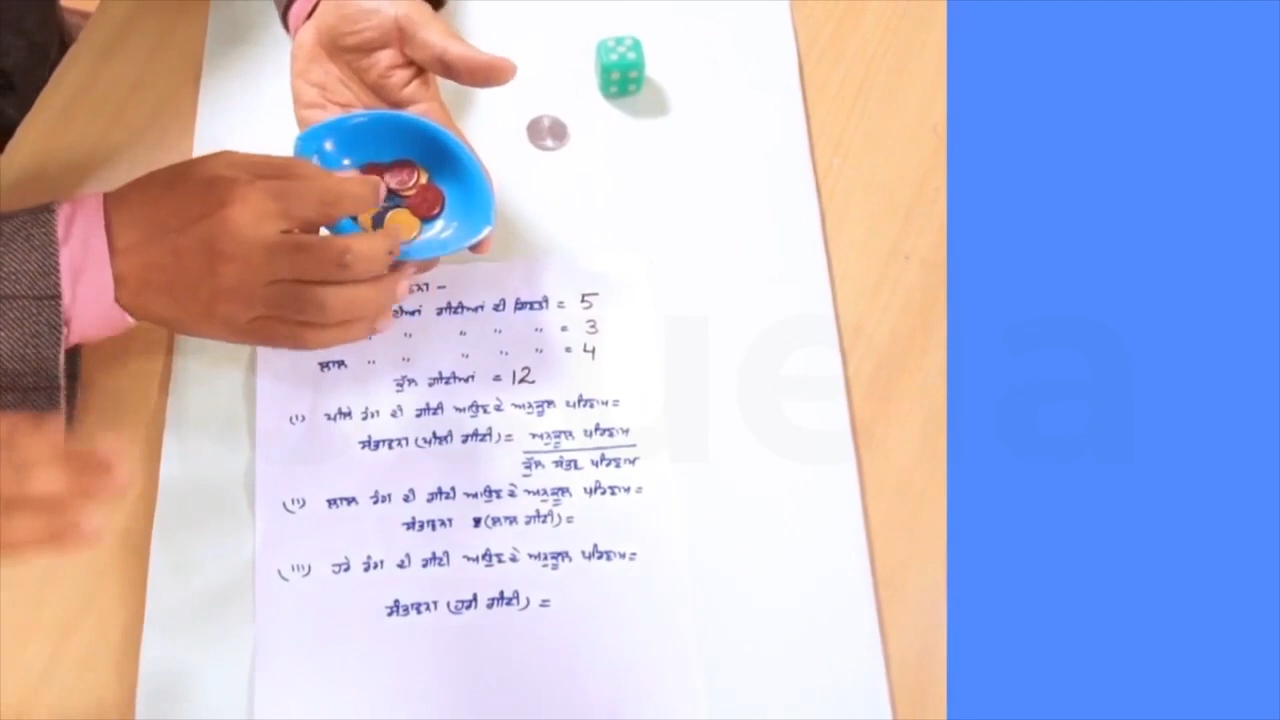 ਗੀਟੀਆਂ ਦੀ ਗਿਣਤੀ = 5
" " " " = 3
ਲਾਲ " " " " " = 4
ਕੁੱਲ ਗੀਟੀਆਂ = 12
(i) ਪੀਲੇ ਰੰਗ ਦੀ ਗੀਟੀ ਆਉਣ ਦੇ ਅਨੁਕੂਲ ਪਰਿਣਾਮ =
ਸੰਭਾਵਨਾ (ਪੀਲੀ ਗੀਟੀ) = ਅਨੁਕੂਲ ਪਰਿਣਾਮ
ਕੁੱਲ ਸੰਭਵ ਪਰਿਣਾਮ
(ii) ਲਾਲ ਰੰਗ ਦੀ ਗੀਟੀ ਆਉਣ ਦੇ ਅਨੁਕੂਲ ਪਰਿਣਾਮ =
ਸੰਭਾਵਨਾ (ਲਾਲ ਗੀਟੀ) =
(iii) ਹਰੇ ਰੰਗ ਦੀ ਗੀਟੀ ਆਉਣ ਦੇ ਅਨੁਕੂਲ ਪਰਿਣਾਮ =
ਸੰਭਾਵਨਾ (ਹਰੀ ਗੀਟੀ) =